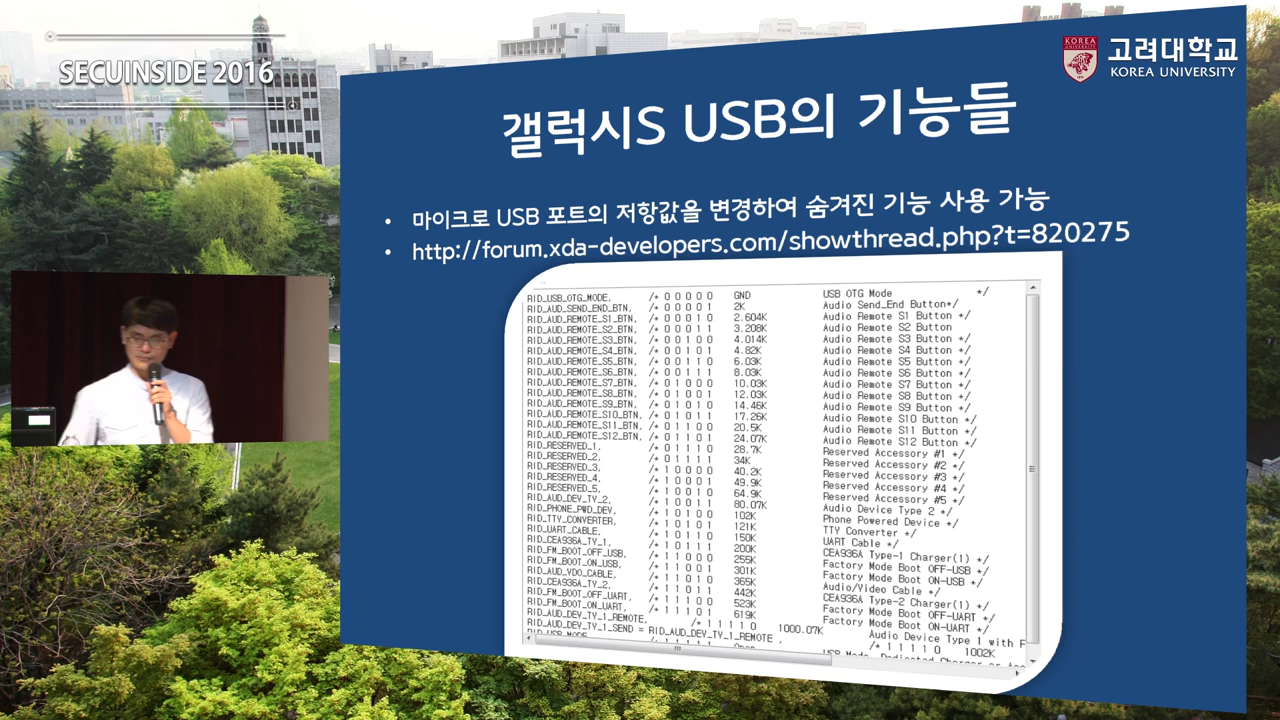 SECUINSIDE 2016
KOREA UNIVERSITY
고려대학교
KOREA UNIVERSITY
갤럭시S USB의 기능들
• 마이크로 USB 포트의 저항값을 변경하여 숨겨진 기능 사용 가능
• http://forum.xda-developers.com/showthread.php?t=820275
RID_USB_OTG_MODE, /* 0 0 0 0 0 GND USB OTG Mode */
RID_AUD_SEND_END_BTN, /* 0 0 0 0 1 2K Audio Send_End Button*/
RID_AUD_REMOTE_S1_BTN, /* 0 0 0 1 0 2.604K Audio Remote S1 Button */
RID_AUD_REMOTE_S2_BTN, /* 0 0 0 1 1 3.208K Audio Remote S2 Button
RID_AUD_REMOTE_S3_BTN, /* 0 0 1 0 0 4.014K Audio Remote S3 Button */
RID_AUD_REMOTE_S4_BTN, /* 0 0 1 0 1 4.82K Audio Remote S4 Button */
RID_AUD_REMOTE_S5_BTN, /* 0 0 1 1 0 6.03K Audio Remote S5 Button */
RID_AUD_REMOTE_S6_BTN, /* 0 0 1 1 1 8.03K Audio Remote S6 Button */
RID_AUD_REMOTE_S7_BTN, /* 0 1 0 0 0 10.03K Audio Remote S7 Button */
RID_AUD_REMOTE_S8_BTN, /* 0 1 0 0 1 12.03K Audio Remote S8 Button */
RID_AUD_REMOTE_S9_BTN, /* 0 1 0 1 0 14.46K Audio Remote S9 Button */
RID_AUD_REMOTE_S10_BTN, /* 0 1 0 1 1 17.26K Audio Remote S10 Button */
RID_AUD_REMOTE_S11_BTN, /* 0 1 1 0 0 20.5K Audio Remote S11 Button */
RID_AUD_REMOTE_S12_BTN, /* 0 1 1 0 1 24.07K Audio Remote S12 Button */
RID_RESERVED_1, /* 0 1 1 1 0 28.7K Reserved Accessory #1 */
RID_RESERVED_2, /* 0 1 1 1 1 34K Reserved Accessory #2 */
RID_RESERVED_3, /* 1 0 0 0 0 40.2K Reserved Accessory #3 */
RID_RESERVED_4, /* 1 0 0 0 1 49.9K Reserved Accessory #4 */
RID_RESERVED_5, /* 1 0 0 1 0 64.9K Reserved Accessory #5 */
RID_AUD_DEV_TY_2, /* 1 0 0 1 1 80.07K Audio Device Type 2 */
RID_PHONE_PWD_DEV, /* 1 0 1 0 0 102K Phone Powered Device */
RID_TTY_CONVERTER, /* 1 0 1 0 1 121K TTY Converter */
RID_UART_CABLE, /* 1 0 1 1 0 150K UART Cable */
RID_CEA936A_TY_1, /* 1 0 1 1 1 200K CEA936A Type-1 Charger(1) */
RID_FM_BOOT_OFF_USB, /* 1 1 0 0 0 255K Factory Mode Boot OFF-USB */
RID_FM_BOOT_ON_USB, /* 1 1 0 0 1 301K Factory Mode Boot ON-USB */
RID_AUD_VDO_CABLE, /* 1 1 0 1 0 365K Audio/Video Cable */
RID_CEA936A_TY_2, /* 1 1 0 1 1 442K CEA936A Type-2 Charger(1) */
RID_FM_BOOT_OFF_UART, /* 1 1 1 0 0 523K Factory Mode Boot OFF-UART */
RID_FM_BOOT_ON_UART, /* 1 1 1 0 1 619K Factory Mode Boot ON-UART */
RID_AUD_DEV_TY_1_REMOTE, /* 1 1 1 1 0 1000.07K Audio Device Type 1 with F
RID_AUD_DEV_TY_1_SEND = RID_AUD_DEV_TY_1_REMOTE , /* 1 1 1 1 0 1002K
RID_USB_MODE, /* 1 1 1 1 1 Open USB Mode, Dedicated Charger or Acc